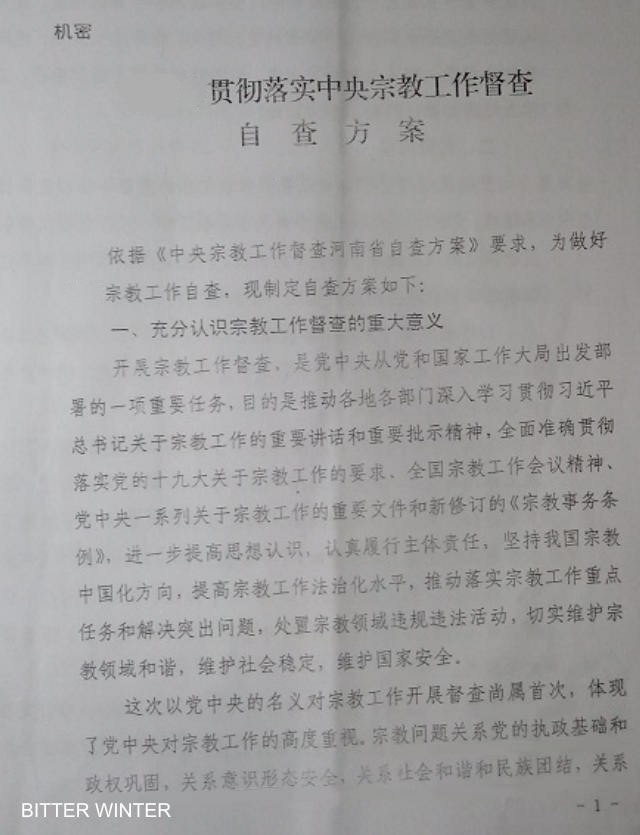 机密
贯彻落实中央宗教工作督查
自查方案
依据《中央宗教工作督查河南省自查方案》要求，为做好
宗教工作自查，现制定自查方案如下：
一、充分认识宗教工作督查的重大意义
开展宗教工作督查，是党中央从党和国家工作大局出发部
署的一项重要任务，目的是推动各地各部门深入学习贯彻习近平
总书记关于宗教工作的重要讲话和重要批示精神，全面准确贯彻
落实党的十九大关于宗教工作的要求、全国宗教工作会议精神、
党中央一系列关于宗教工作的重要文件和新修订的《宗教事务条
例》，进一步提高思想认识，认真履行主体责任，坚持我国宗教
中国化方向，提高宗教工作法治化水平，推动落实宗教工作重点
任务和解决突出问题，处置宗教领域违规违法活动，切实维护宗
教领域和谐，维护社会稳定，维护国家安全。
这次以党中央的名义对宗教工作开展督查尚属首次，体现
了党中央对宗教工作的高度重视。宗教问题关系党的执政基础和
政权巩固，关系意识形态安全，关系社会和谐和民族团结，关系
- 1 -
BITTER WINTER